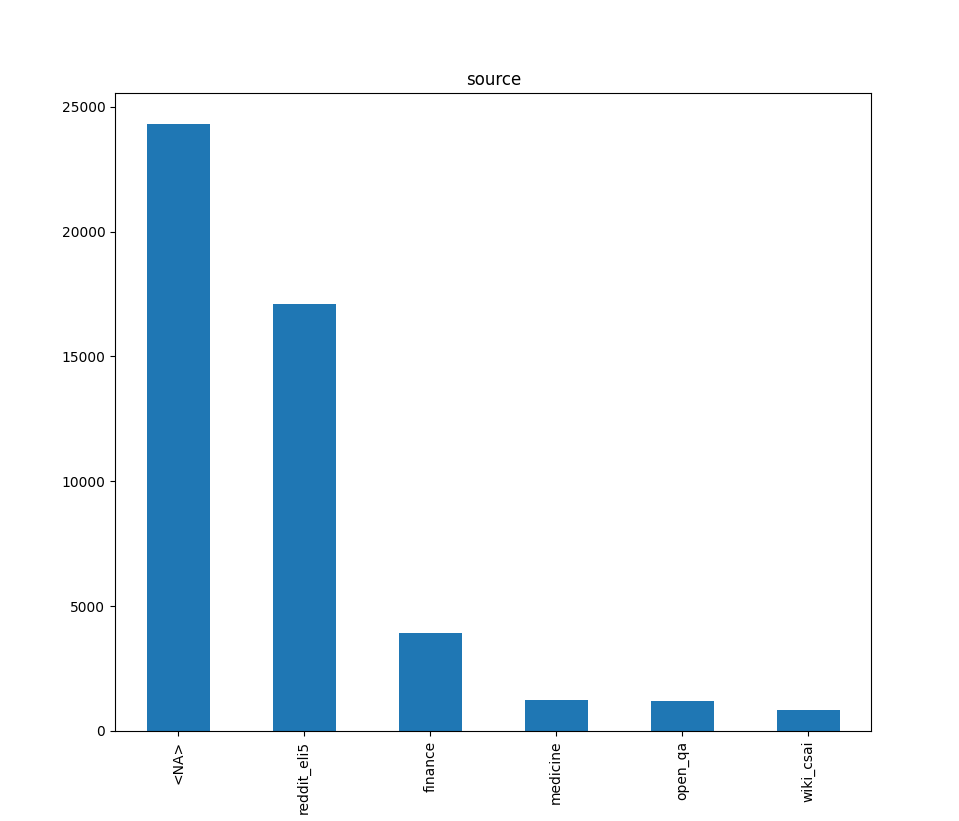 source
25000
20000
15000
10000
5000
0
<NA>
reddit_eli5
finance
medicine
open_qa
wiki_csai